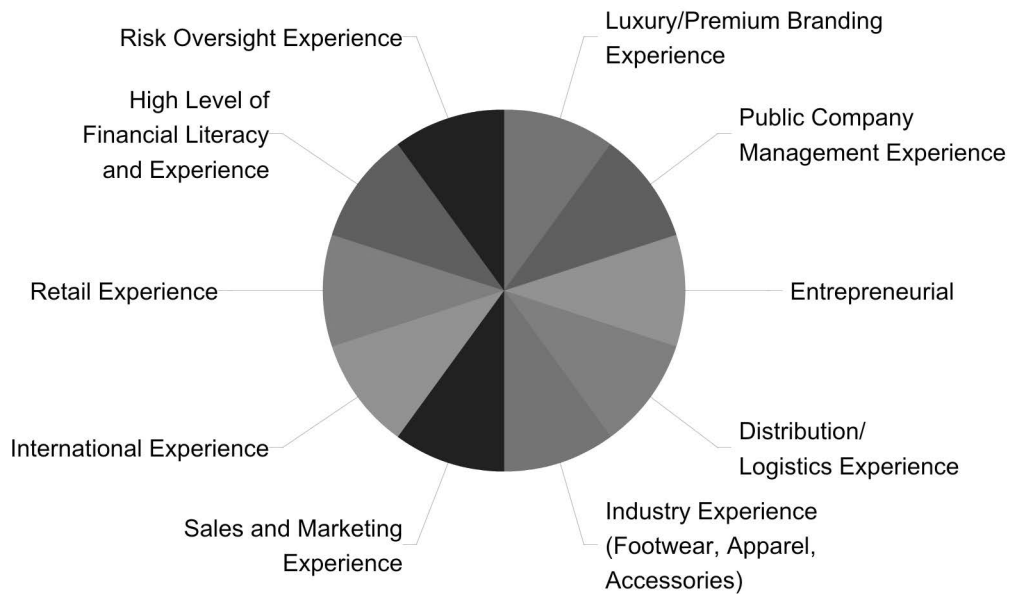 Luxury/Premium Branding
Experience
Public Company
Management Experience
Entrepreneurial
Distribution/
Logistics Experience
Industry Experience
(Footwear, Apparel,
Accessories)
Sales and Marketing
Experience
International Experience
Retail Experience
High Level of
Financial Literacy
and Experience
Risk Oversight Experience